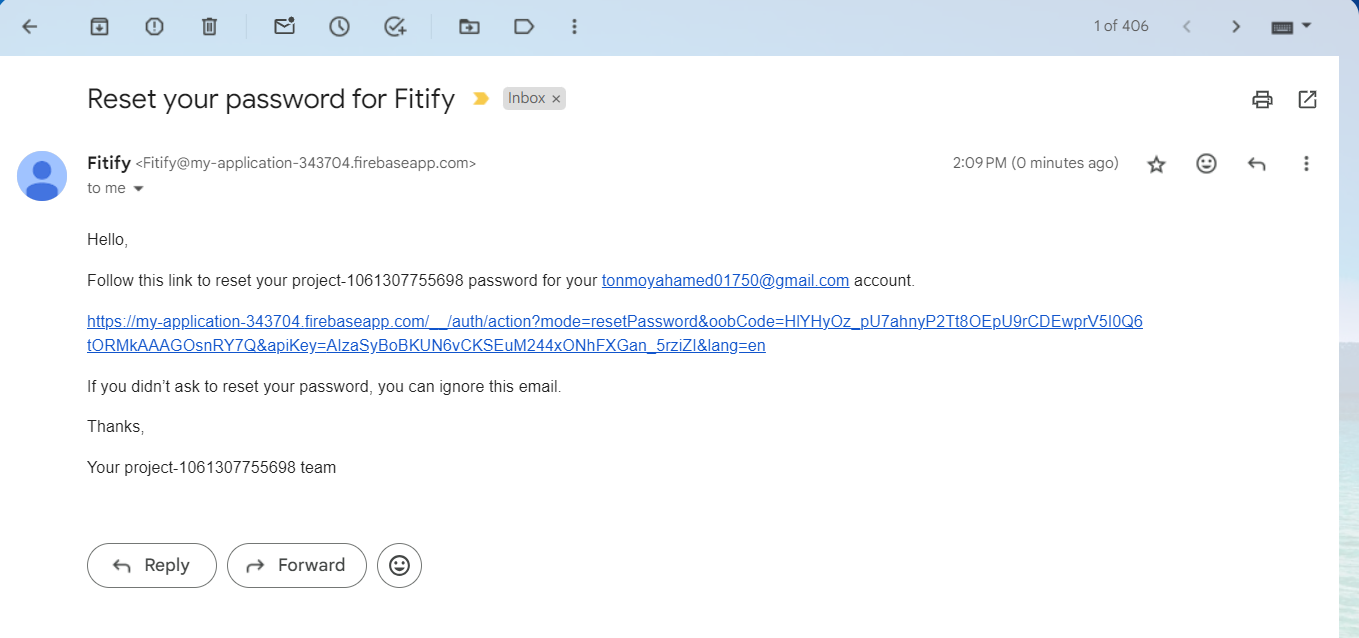 1 of 406
Reset your password for Fitify
Inbox ×
Fitify <Fitify@my-application-343704.firebaseapp.com>
2:09 PM (0 minutes ago)
to me
Hello,
Follow this link to reset your project-1061307755698 password for your tonmoyahamed01750@gmail.com account.
https://my-application-343704.firebaseapp.com/__/auth/action?mode=resetPassword&oobCode=HlYHyOz_pU7ahnyP2Tt8OEpU9rCDEwprV5I0Q6
tORMkAAAGOsnRY7Q&apiKey=AIzaSyBoBKUN6vCKSEuM244xONhFXGan_5rziZI&lang=en
If you didn’t ask to reset your password, you can ignore this email.
Thanks,
Your project-1061307755698 team
Reply
Forward